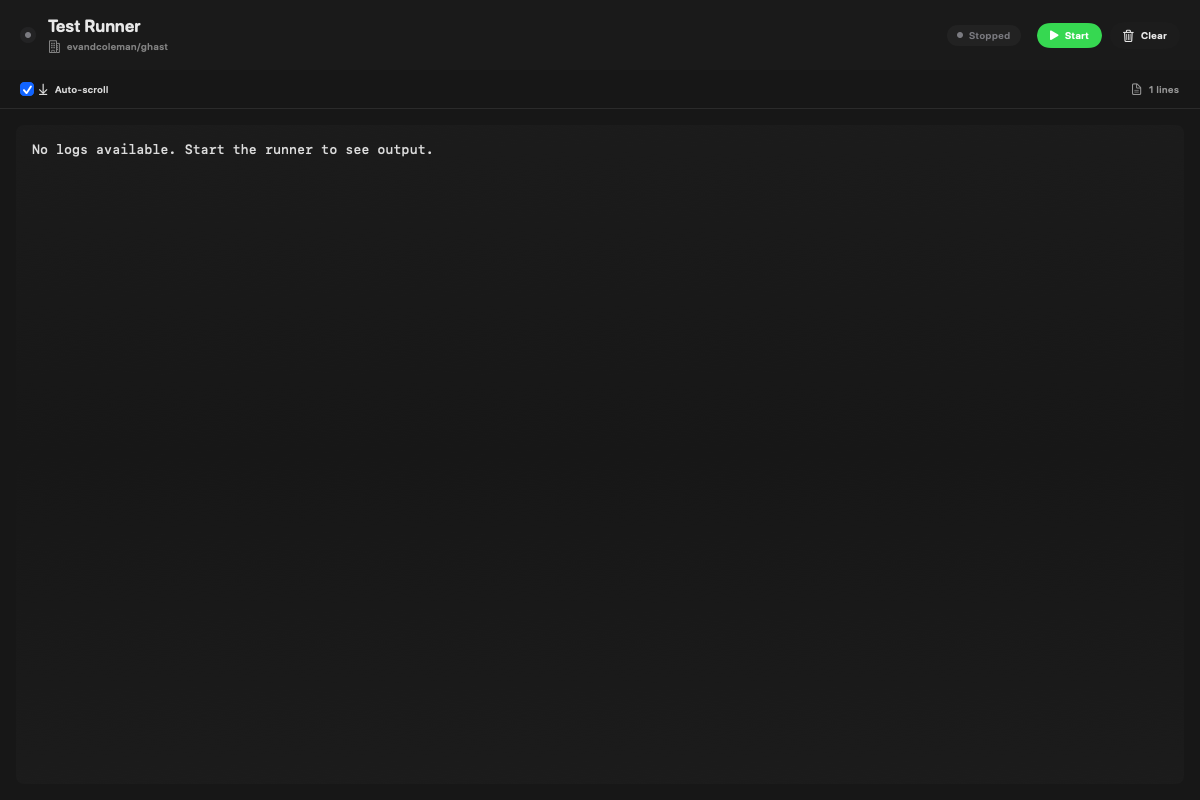 Test Runner
evandcoleman/ghast
Stopped
Start
Clear
Auto-scroll
1 lines
No logs available. Start the runner to see output.